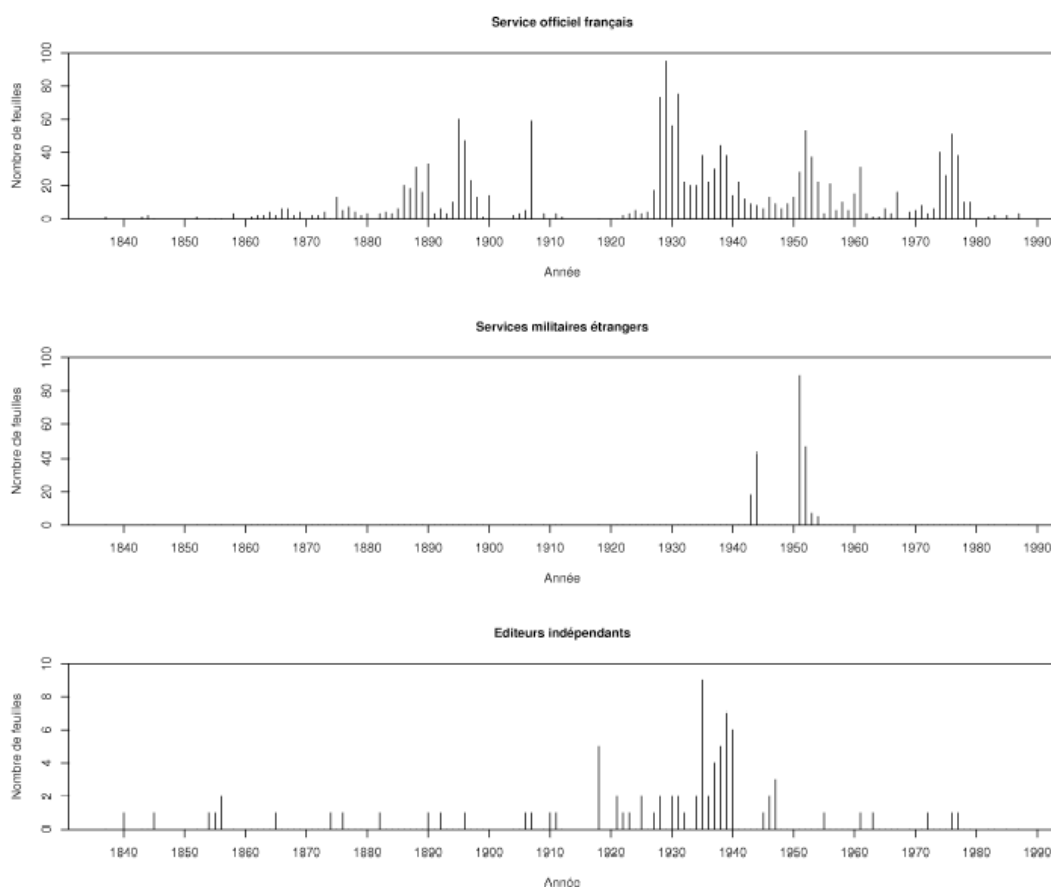 Service officiel français
Nombre de feuilles
0 20 40 60 80 100
1840 1850 1860 1870 1880 1890 1900 1910 1920 1930 1940 1950 1960 1970 1980 1990
Année
Services militaires étrangers
Nombre de feuilles
0 20 40 60 80 100
1840 1850 1860 1870 1880 1890 1900 1910 1920 1930 1940 1950 1960 1970 1980 1990
Année
Editeurs indépendants
Nombre de feuilles
0 2 4 6 8 10
1840 1850 1860 1870 1880 1890 1900 1910 1920 1930 1940 1950 1960 1970 1980 1990
Année